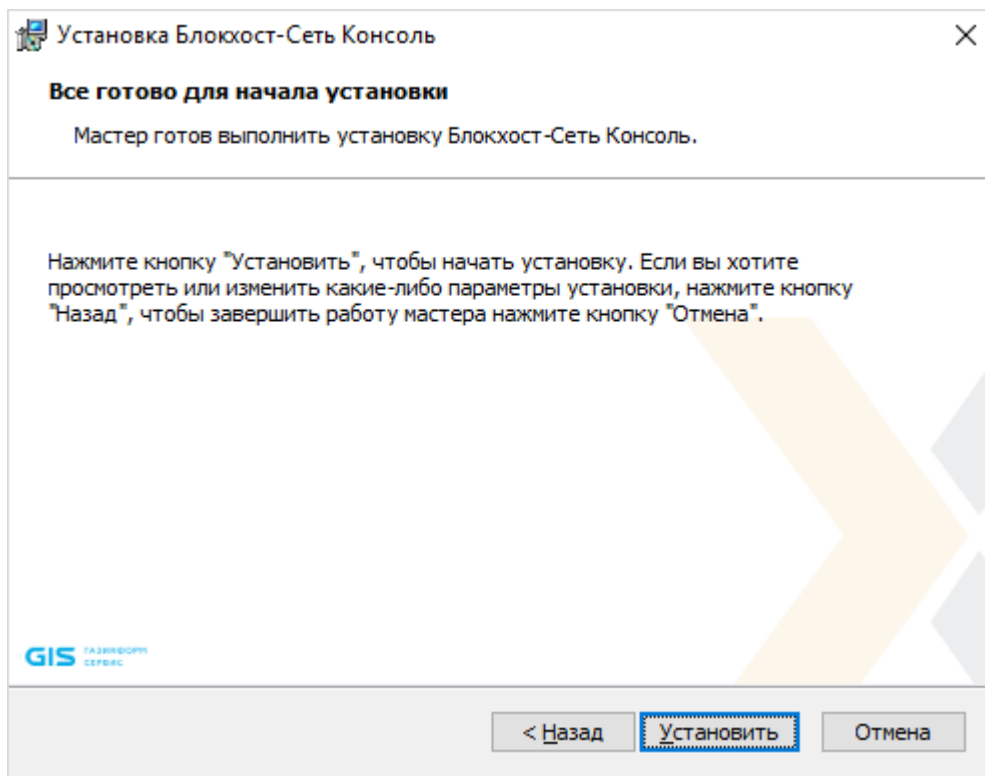 Установка Блокхост-Сеть Консоль
Все готово для начала установки
Мастер готов выполнить установку Блокхост-Сеть Консоль.
Нажмите кнопку "Установить", чтобы начать установку. Если вы хотите
просмотреть или изменить какие-либо параметры установки, нажмите кнопку
"Назад", чтобы завершить работу мастера нажмите кнопку "Отмена".
GIS ГАЗИНФОРМ
СЕРВИС
< Назад Установить Отмена